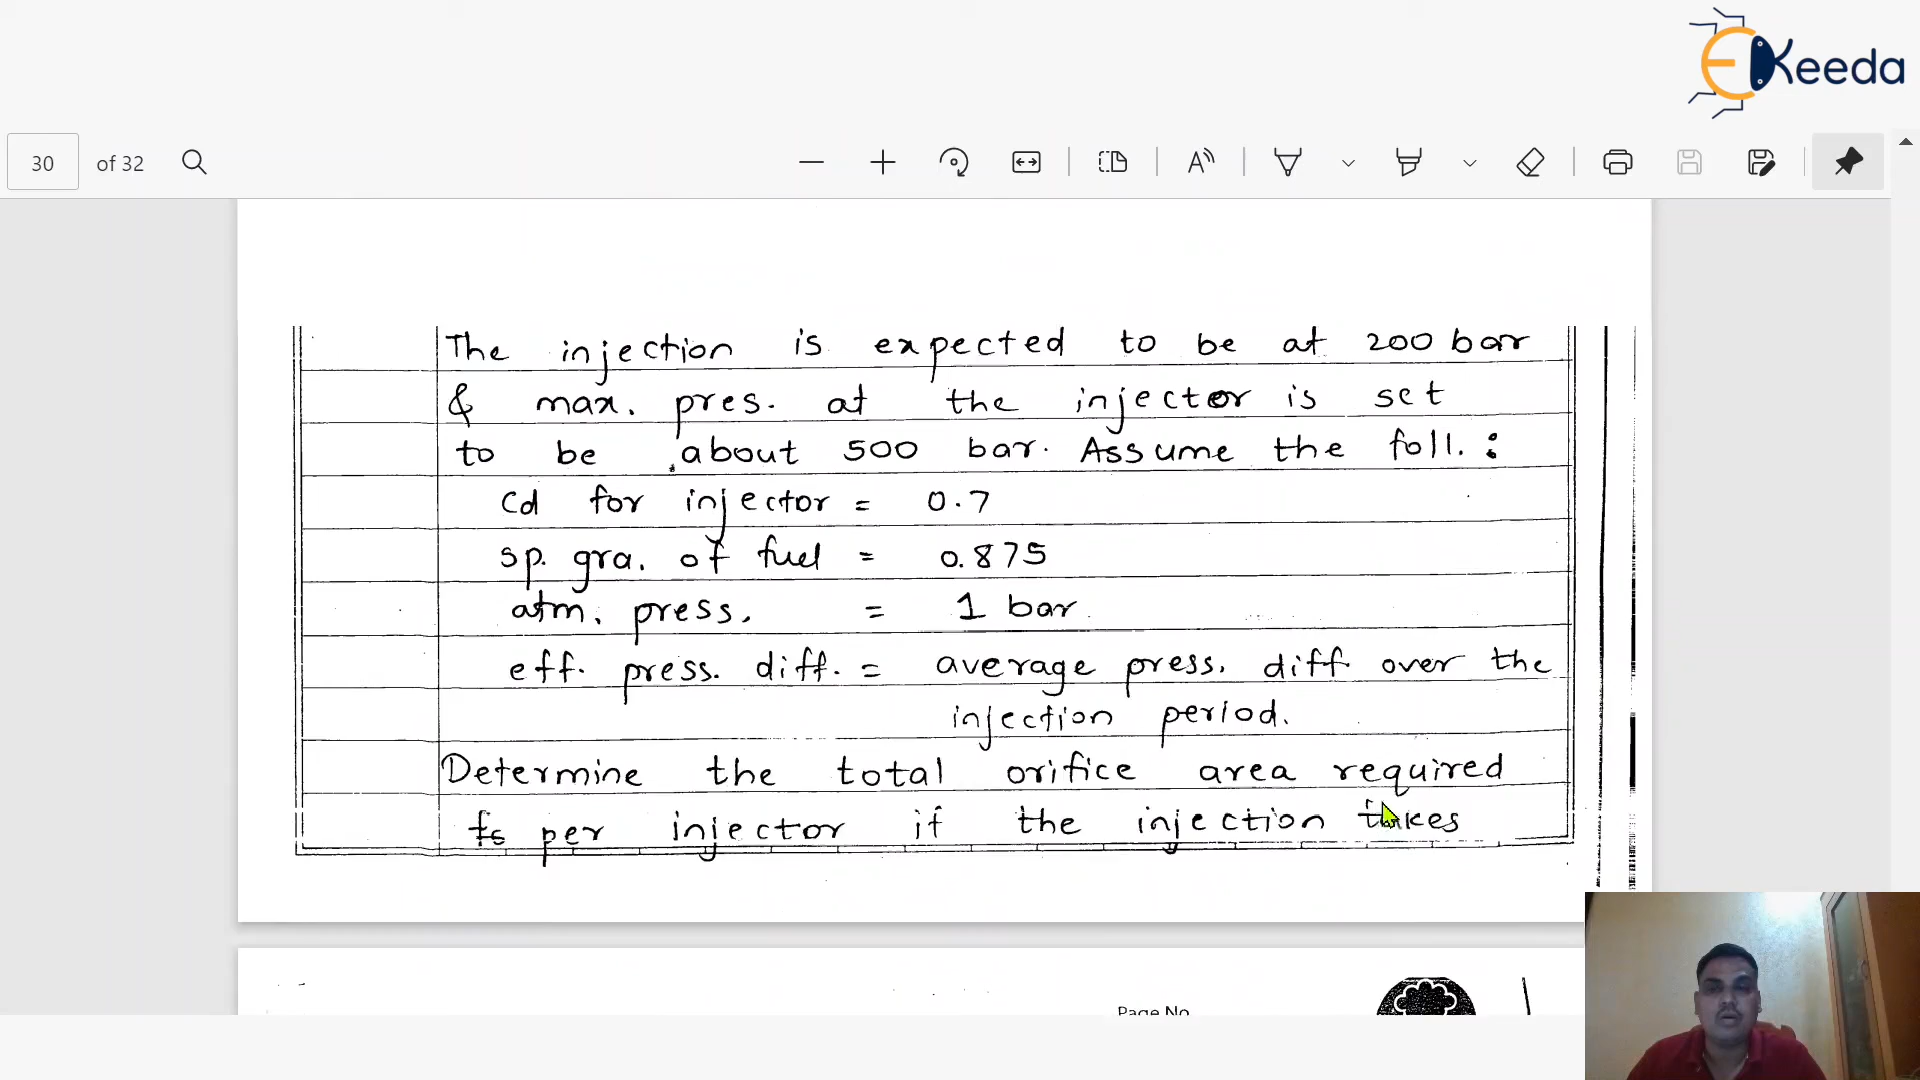 EKeeda
30 of 32
The injection is expected to be at 200 bar
& max. pres. at the injector is set
to be about 500 bar. Assume the foll. :
Cd for injector = 0.7
sp. gra. of fuel = 0.875
atm. press. = 1 bar
eff. press. diff. = average press. diff. over the
injection period.
Determine the total orifice area required
per injector if the injection takes
Page No